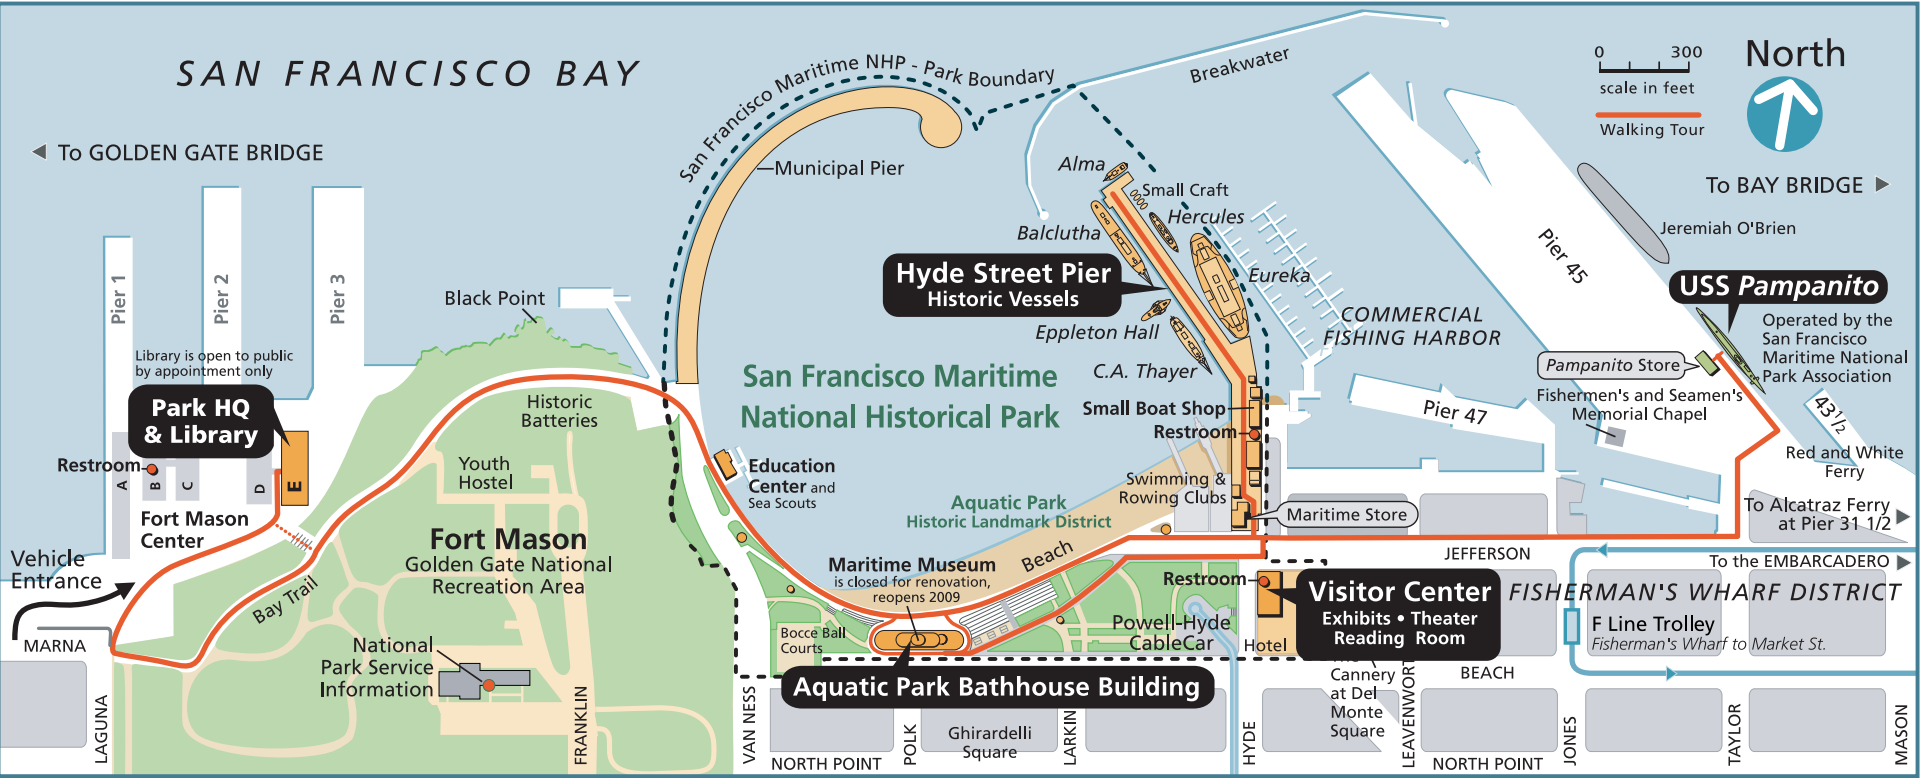 SAN FRANCISCO BAY
To GOLDEN GATE BRIDGE
San Francisco Maritime NHP - Park Boundary
Municipal Pier
Breakwater
0 300
scale in feet
Walking Tour
North
To BAY BRIDGE
Pier 1
Pier 2
Pier 3
Black Point
Library is open to public
by appointment only
Park HQ
& Library
Restroom
A
B
C
D
E
Fort Mason
Center
Vehicle
Entrance
MARNA
Bay Trail
Historic
Batteries
Youth
Hostel
Fort Mason
Golden Gate National
Recreation Area
National
Park Service
Information
LAGUNA
FRANKLIN
Alma
Small Craft
Hercules
Balclutha
Hyde Street Pier
Historic Vessels
Eureka
Eppleton Hall
C.A. Thayer
San Francisco Maritime
National Historical Park
Small Boat Shop
Restroom
Education
Center and
Sea Scouts
Swimming &
Rowing Clubs
Aquatic Park
Historic Landmark District
Maritime Store
Beach
Maritime Museum
is closed for renovation,
reopens 2009
Bocce Ball
Courts
Aquatic Park Bathhouse Building
Powell-Hyde
CableCar
Restroom
Hotel
Visitor Center
Exhibits • Theater
Reading Room
Cannery
at Del
Monte
Square
COMMERCIAL
FISHING HARBOR
Pier 45
Pier 47
Jeremiah O'Brien
USS Pampanito
Operated by the
San Francisco
Maritime National
Park Association
Pampanito Store
Fishermen's and Seamen's
Memorial Chapel
43 1/2
Red and White
Ferry
To Alcatraz Ferry
at Pier 31 1/2
JEFFERSON
To the EMBARCADERO
FISHERMAN'S WHARF DISTRICT
F Line Trolley
Fisherman's Wharf to Market St.
BEACH
VAN NESS
NORTH POINT
POLK
Ghirardelli
Square
LARKIN
HYDE
LEAVENWORT
NORTH POINT
JONES
TAYLOR
MASON